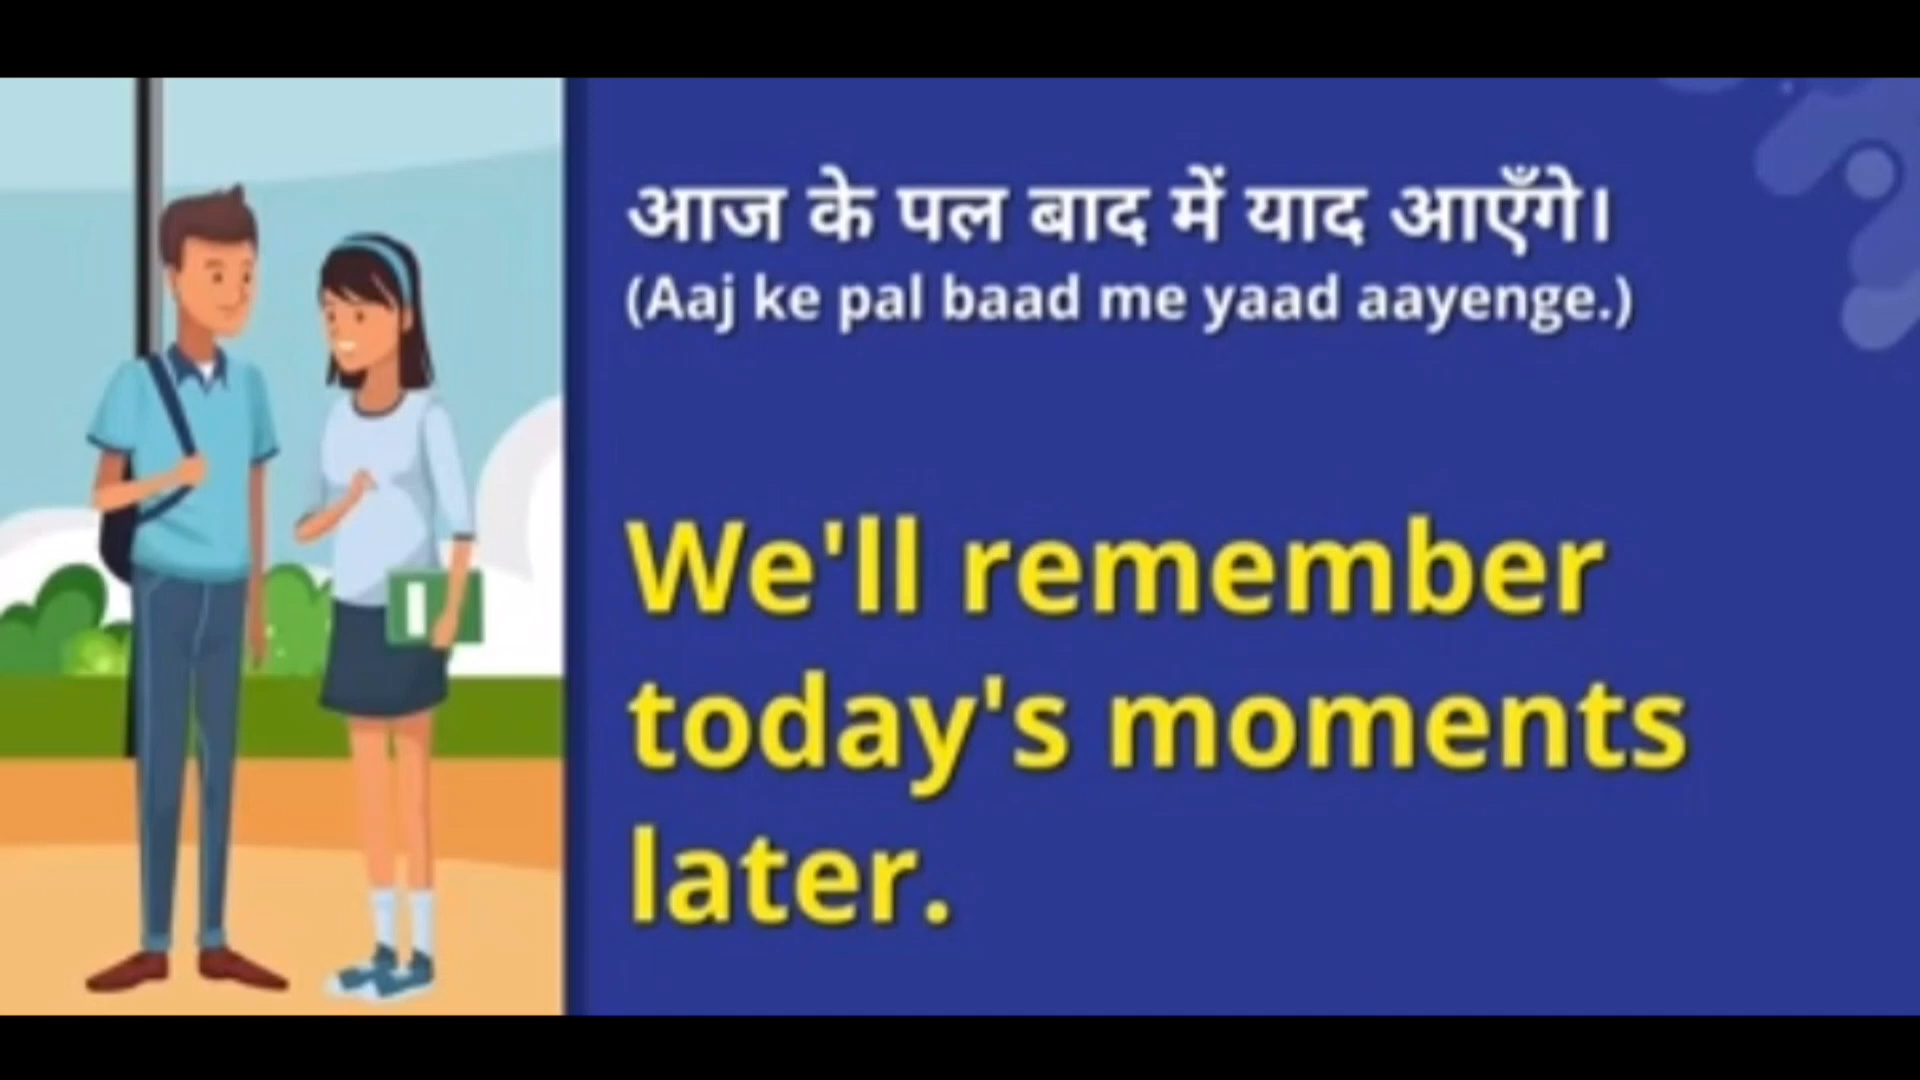 आज के पल बाद में याद आएँगे।
(Aaj ke pal baad me yaad aayenge.)
We'll remember
today's moments
later.